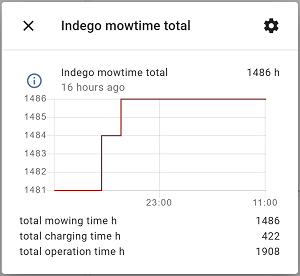 Indego mowtime total
Indego mowtime total 1486 h
16 hours ago
1486
1485
1484
1483
1482
1481
23:00 11:00
total mowing time h 1486
total charging time h 422
total operation time h 1908